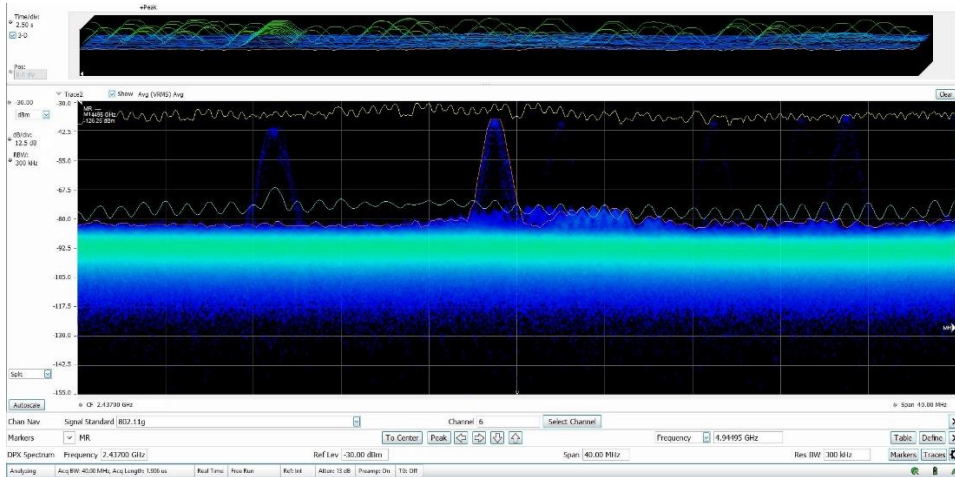 +Peak
Time/div:
2.50 s
3-D
Pos:
Trace2 Show Avg (VRMS) Avg Clear
-30.00
dBm
dB/div:
12.5 dB
RBW:
300 kHz
-30.0
-42.5
-55.0
-67.5
-80.0
-92.5
-105.0
-117.5
-130.0
-142.5
-155.0
MR
-126.25 dBm
MR
Split
Autoscale CF 2.43700 GHz Span 40.00 MHz
Chan Nav Signal Standard 802.11g Channel 6 Select Channel X
Markers MR To Center Peak Frequency 4.94495 GHz Table Define X
DPX Spectrum Frequency 2.43700 GHz Ref Lev -30.00 dBm Span 40.00 MHz Res BW 300 kHz Markers Traces
Analyzing Acq BW: 40.00 MHz, Acq Length: 1.906 us Real Time Free Run Ref: Int Atten: 13 dB Preamp: On TG: Off